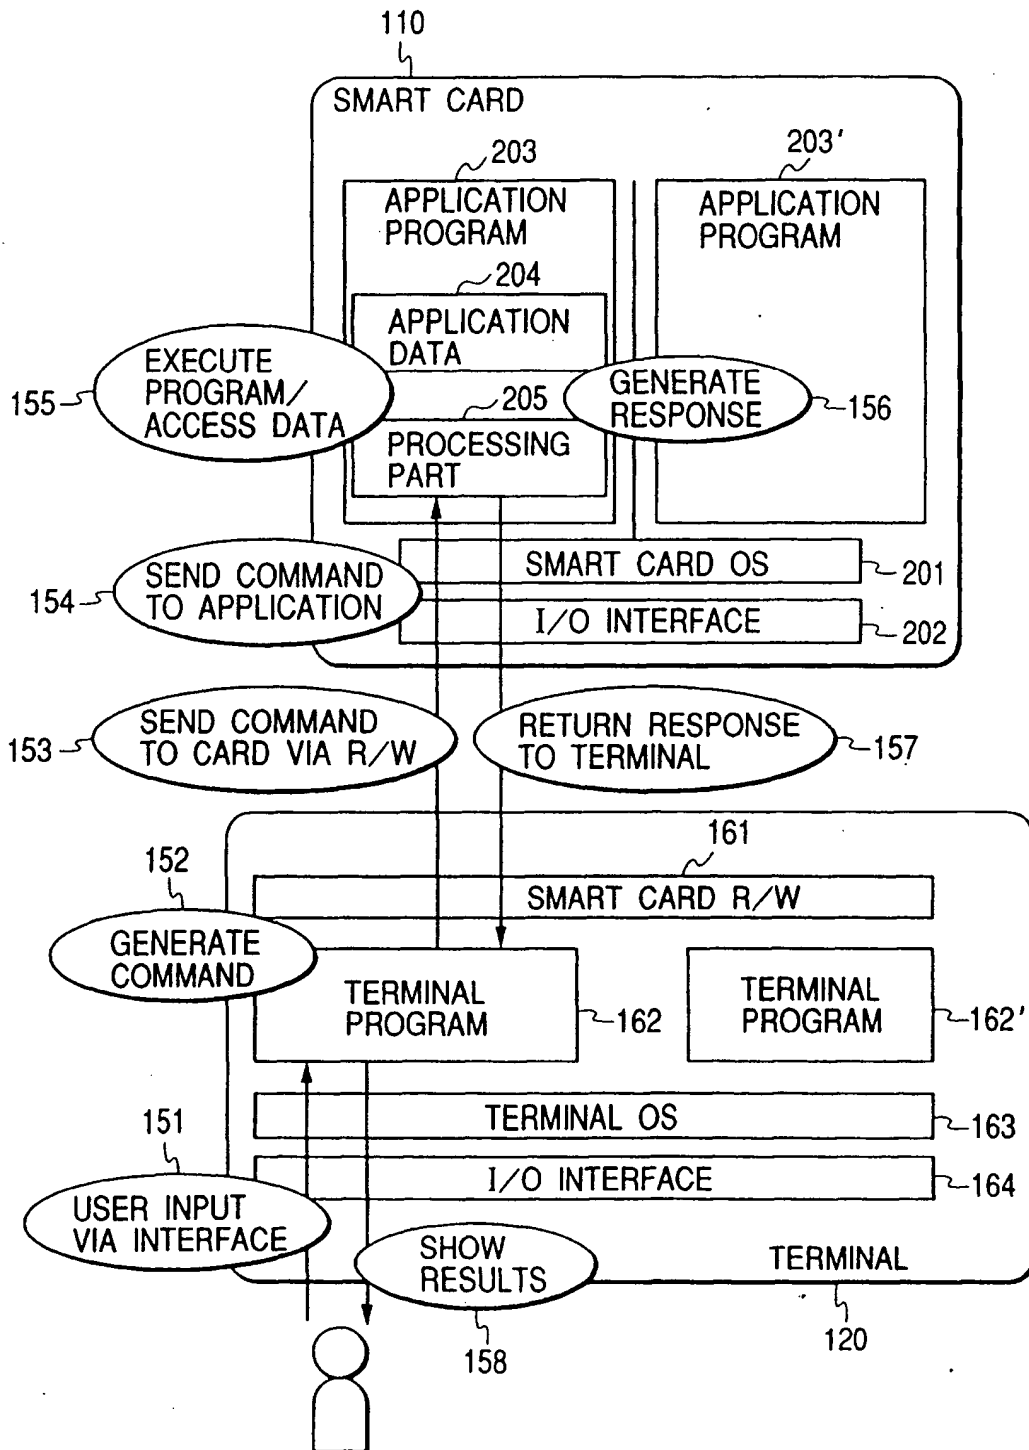 110
SMART CARD
203
203'
APPLICATION
PROGRAM
APPLICATION
PROGRAM
204
APPLICATION
DATA
EXECUTE
PROGRAM/
ACCESS DATA
155
GENERATE
RESPONSE
156
205
PROCESSING
PART
SMART CARD OS
201
SEND COMMAND
TO APPLICATION
154
I/O INTERFACE
202
SEND COMMAND
TO CARD VIA R/W
153
RETURN RESPONSE
TO TERMINAL
157
161
152
SMART CARD R/W
GENERATE
COMMAND
TERMINAL
PROGRAM
162
TERMINAL
PROGRAM
162'
151
TERMINAL OS
163
I/O INTERFACE
164
USER INPUT
VIA INTERFACE
SHOW
RESULTS
158
TERMINAL
120